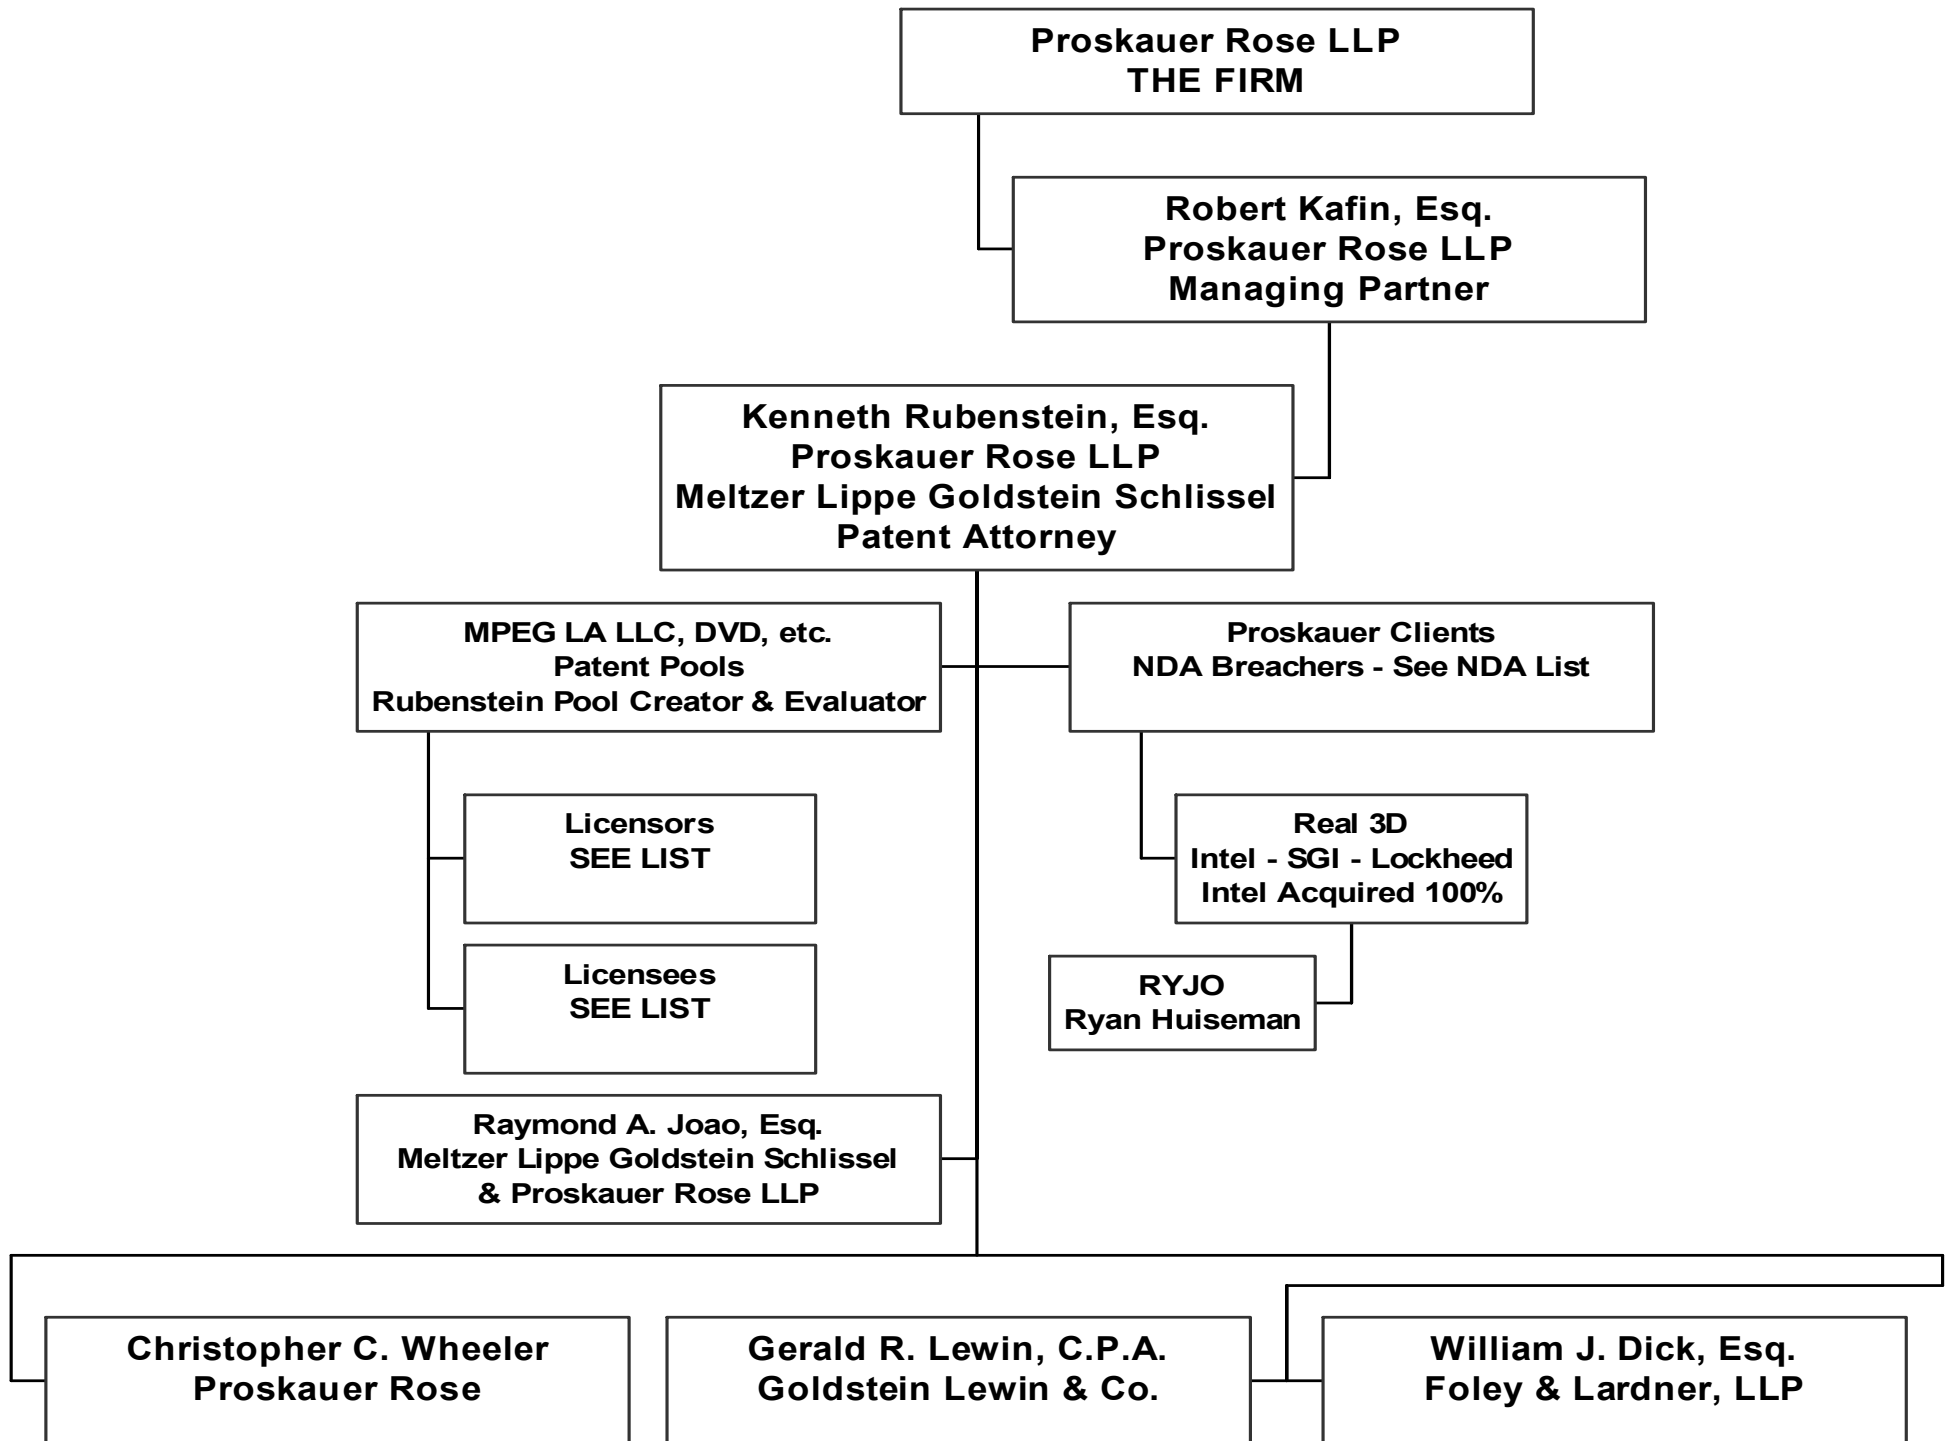 Proskauer Rose LLP
THE FIRM
Robert Kafin, Esq.
Proskauer Rose LLP
Managing Partner
Kenneth Rubenstein, Esq.
Proskauer Rose LLP
Meltzer Lippe Goldstein Schlissel
Patent Attorney
MPEG LA LLC, DVD, etc.
Patent Pools
Rubenstein Pool Creator & Evaluator
Proskauer Clients
NDA Breachers - See NDA List
Licensors
SEE LIST
Real 3D
Intel - SGI - Lockheed
Intel Acquired 100%
Licensees
SEE LIST
RYJO
Ryan Huiseman
Raymond A. Joao, Esq.
Meltzer Lippe Goldstein Schlissel
& Proskauer Rose LLP
Christopher C. Wheeler
Proskauer Rose
Gerald R. Lewin, C.P.A.
Goldstein Lewin & Co.
William J. Dick, Esq.
Foley & Lardner, LLP